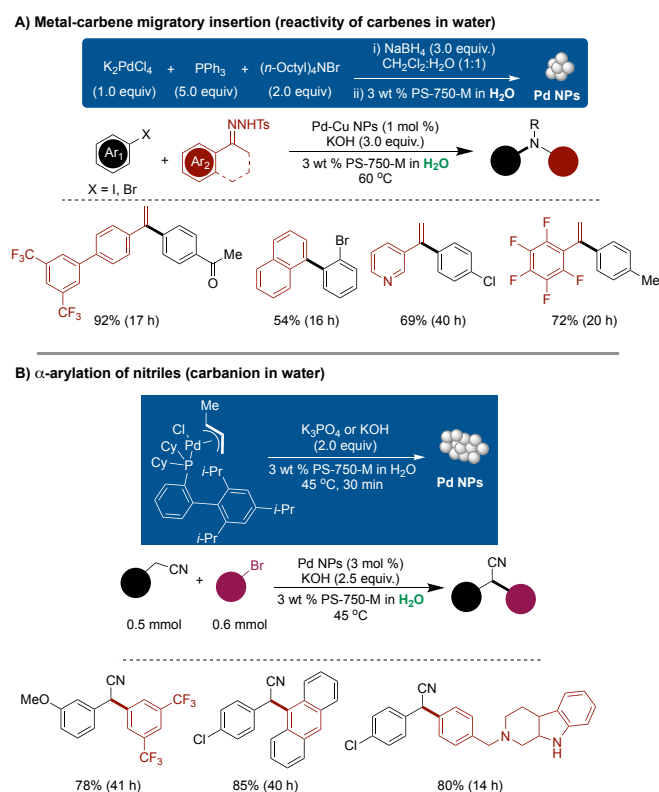 A) Metal-carbene migratory insertion (reactivity of carbenes in water)
K2PdCl4 + PPh3 + (n-Octyl)4NBr
(1.0 equiv) (5.0 equiv) (2.0 equiv)
i) NaBH4 (3.0 equiv.)
CH2Cl2:H2O (1:1)
ii) 3 wt % PS-750-M in H2O
Pd NPs
Ar1
X
X = I, Br
+
NNHTs
Ar2
Pd-Cu NPs (1 mol %)
KOH (3.0 equiv.)
3 wt % PS-750-M in H2O
60 oC
R
N
F3C
CF3
O
Me
92% (17 h)
Br
54% (16 h)
N
Cl
69% (40 h)
F
F
F
F
F
Me
72% (20 h)
B) α-arylation of nitriles (carbanion in water)
Me
Cl
Pd
Cy
Cy
P
i-Pr
i-Pr
i-Pr
K3PO4 or KOH
(2.0 equiv)
3 wt % PS-750-M in H2O
45 oC, 30 min
Pd NPs
CN
0.5 mmol
+
Br
0.6 mmol
Pd NPs (3 mol %)
KOH (2.5 equiv.)
3 wt % PS-750-M in H2O
45 oC
CN
MeO
CN
CF3
CF3
78% (41 h)
CN
Cl
85% (40 h)
CN
Cl
N
NH
80% (14 h)